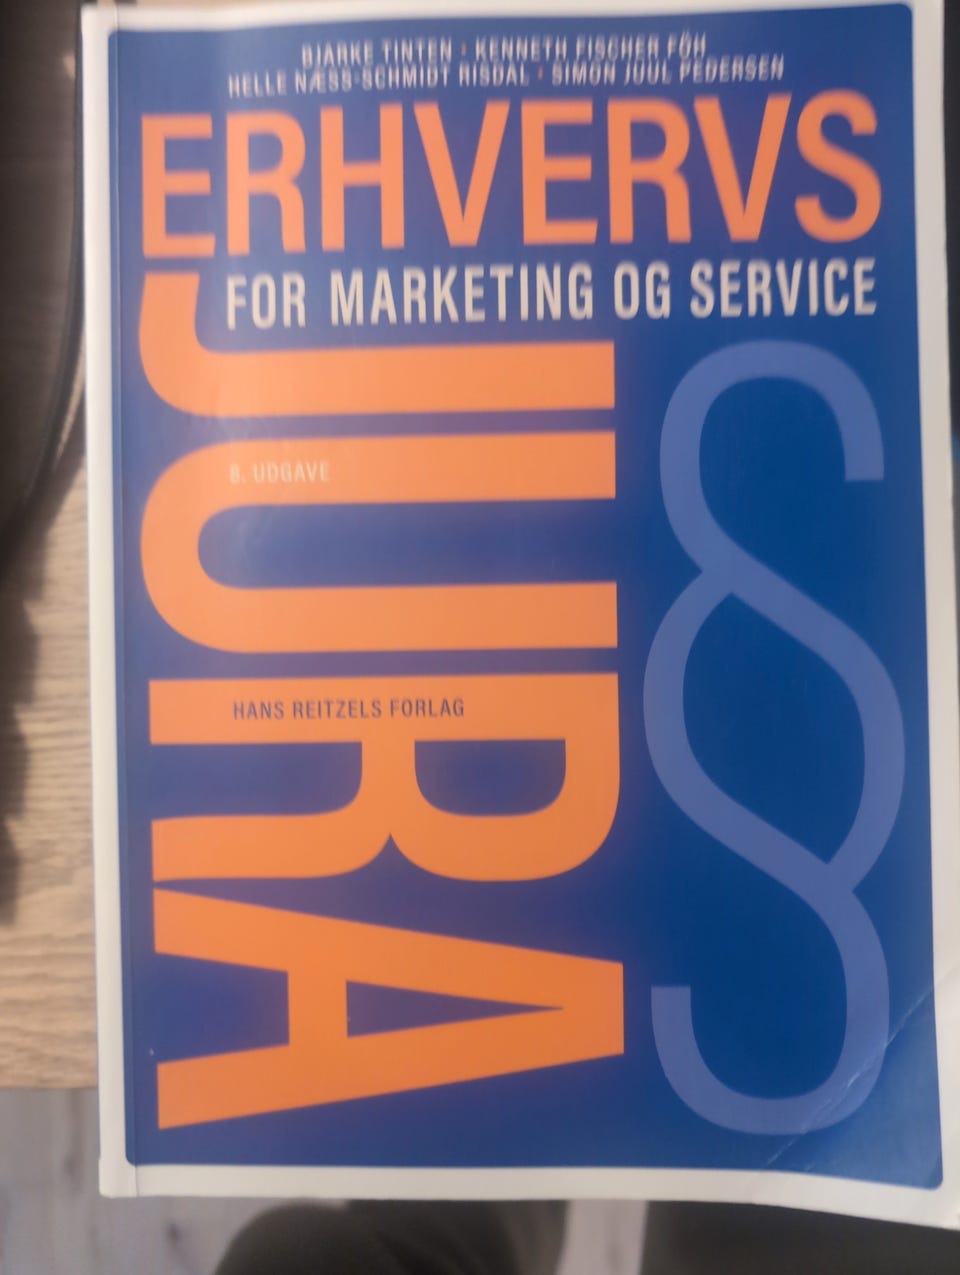 BJARKE TINTEN · KENNETH FISCHER FÖH
HELLE NÆSS-SCHMIDT RISDAL · SIMON JUUL PEDERSEN
ERHVERVS
FOR MARKETING OG SERVICE
JURA
8. UDGAVE
HANS REITZELS FORLAG
§